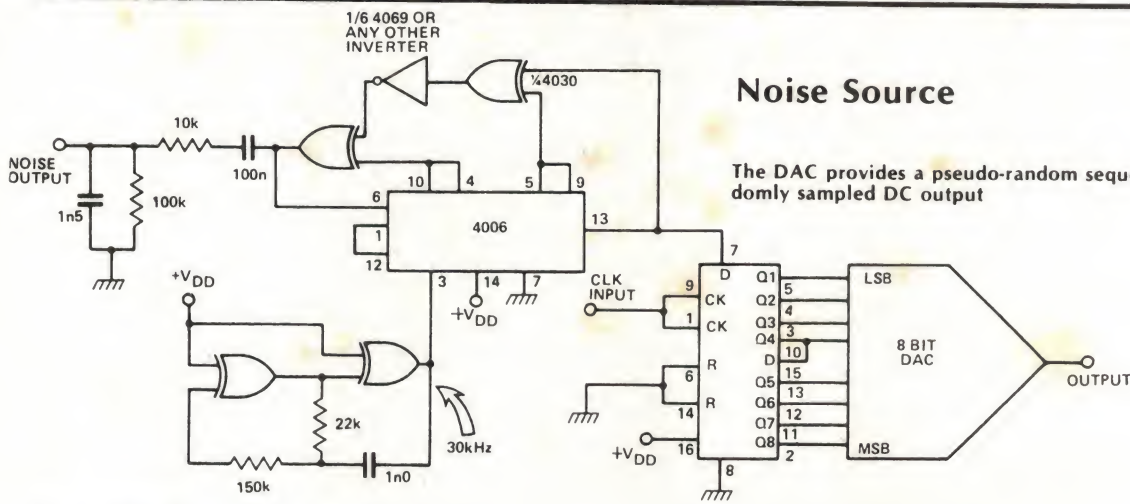 1/6 4069 OR
ANY OTHER
INVERTER
¼4030
Noise Source
10k
NOISE
OUTPUT
100n
10
4
5
9
The DAC provides a pseudo-random sequ
domly sampled DC output
1n5
100k
6
4006
13
1
12
3
14
7
+VDD
+VDD
CLK
INPUT
7
D
Q1
5
LSB
9
CK
Q2
4
1
CK
Q3
3
Q4
D
10
8 BIT
DAC
R
6
Q5
15
OUTPUT
Q6
13
R
14
Q7
12
Q8
11
MSB
2
+VDD
16
8
22k
30kHz
150k
1n0